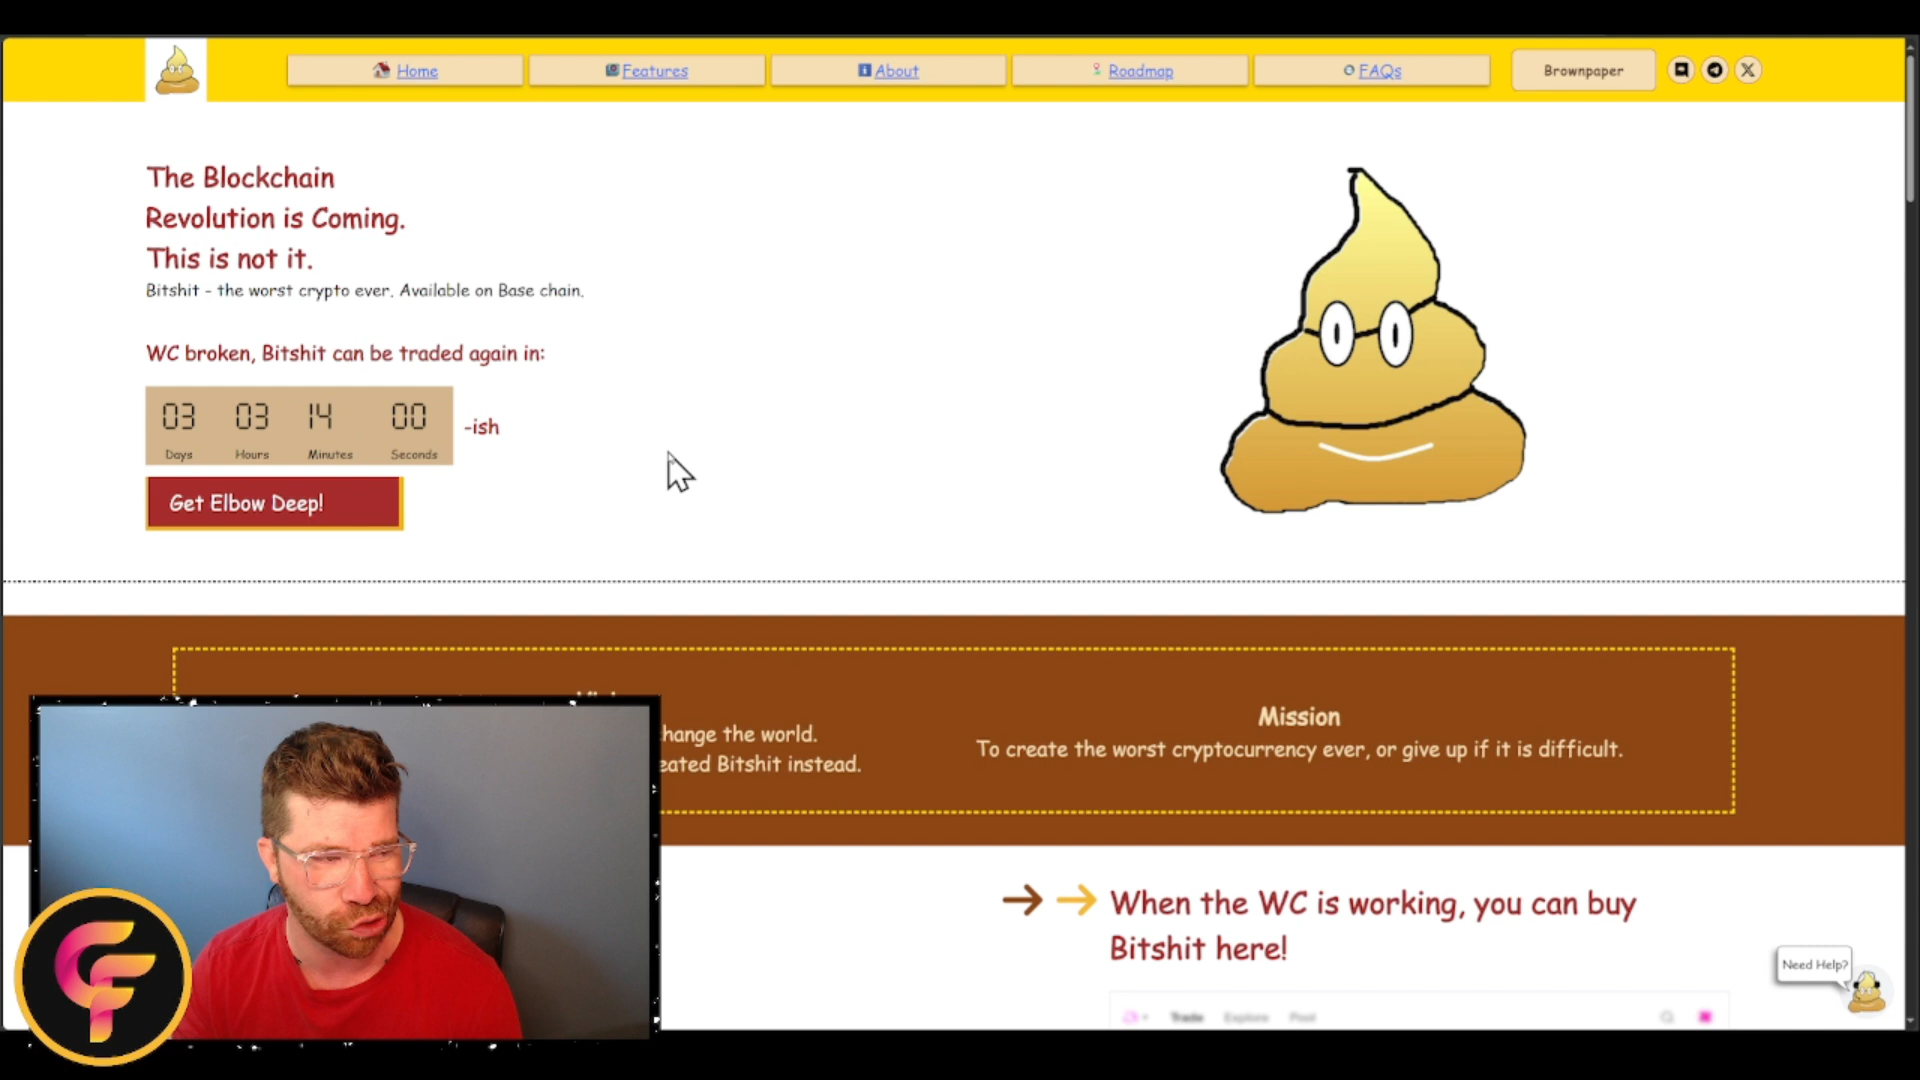 Home
Features
About
Roadmap
FAQs
Brownpaper
The Blockchain
Revolution is Coming.
This is not it.
Bitshit - the worst crypto ever. Available on Base chain.
WC broken, Bitshit can be traded again in:
03 03 14 00
-ish
Days Hours Minutes Seconds
Get Elbow Deep!
hange the world.
eated Bitshit instead.
Mission
To create the worst cryptocurrency ever, or give up if it is difficult.
When the WC is working, you can buy
Bitshit here!
Need Help?
Trade Explore Pool